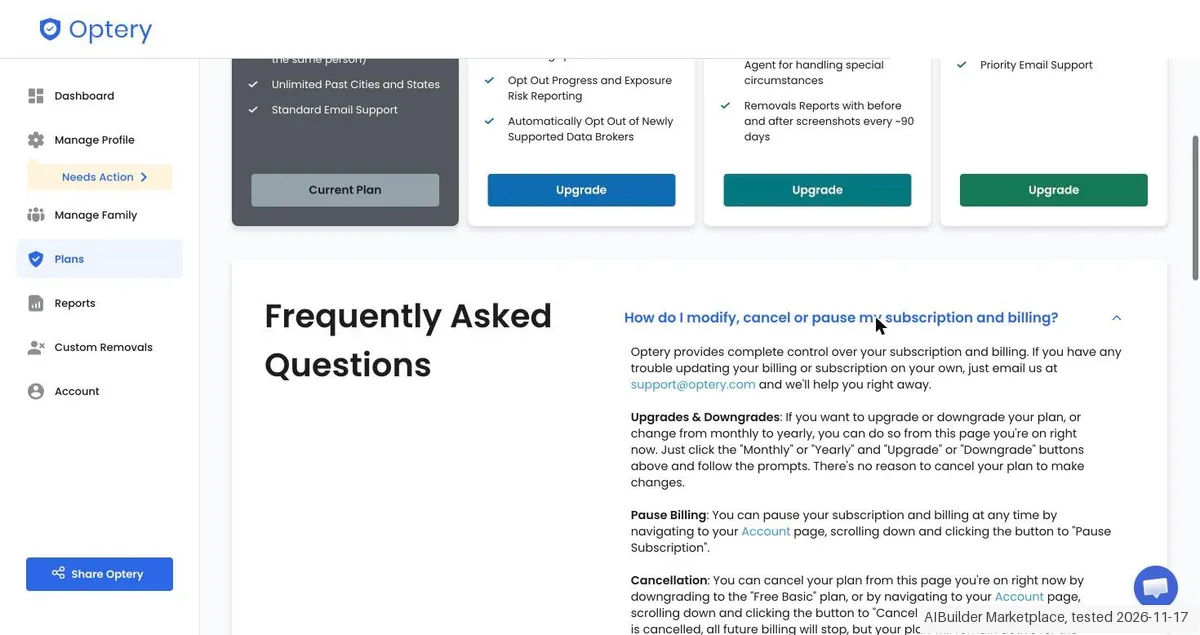 Optery
Dashboard
Manage Profile
Needs Action
Manage Family
Plans
Reports
Custom Removals
Account
Share Optery
the same person)
Unlimited Past Cities and States
Standard Email Support
Current Plan
Opt Out Progress and Exposure
Risk Reporting
Automatically Opt Out of Newly
Supported Data Brokers
Upgrade
Agent for handling special
circumstances
Removals Reports with before
and after screenshots every ~90
days
Upgrade
Priority Email Support
Upgrade
Frequently Asked
Questions
How do I modify, cancel or pause my subscription and billing?
Optery provides complete control over your subscription and billing. If you have any
trouble updating your billing or subscription on your own, just email us at
support@optery.com and we'll help you right away.
Upgrades & Downgrades: If you want to upgrade or downgrade your plan, or
change from monthly to yearly, you can do so from this page you're on right
now. Just click the "Monthly" or "Yearly" and "Upgrade" or "Downgrade" buttons
above and follow the prompts. There's no reason to cancel your plan to make
changes.
Pause Billing: You can pause your subscription and billing at any time by
navigating to your Account page, scrolling down and clicking the button to "Pause
Subscription".
Cancellation: You can cancel your plan from this page you're on right now by
downgrading to the "Free Basic" plan, or by navigating to your Account page,
scrolling down and clicking the button to "Cancel
is cancelled, all future billing will stop, but your
AIBuilder Marketplace, tested 2026-11-17